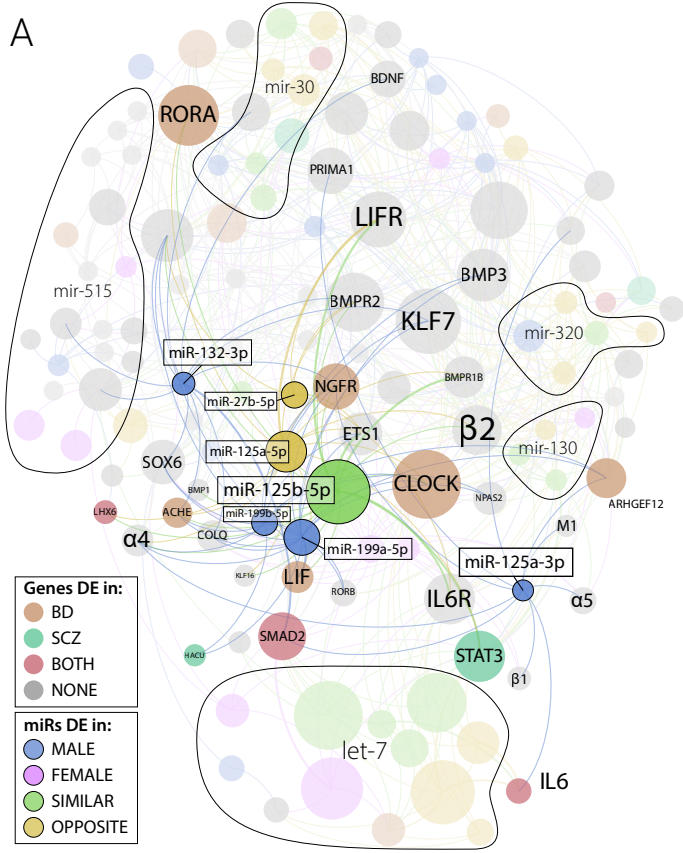 A
mir-30
BDNF
RORA
PRIMA1
LIFR
mir-515
BMP3
BMPR2
KLF7
mir-320
miR-132-3p
NGFR
BMPR1B
miR-27b-5p
β2
ETS1
mir-130
miR-125a-5p
SOX6
CLOCK
miR-125b-5p
BMP1
NPAS2
ARHGEF12
LHX6
ACHE
miR-199b-5p
M1
COLQ
α4
miR-199a-5p
miR-125a-3p
KLF16
LIF
RORB
IL6R
α5
SMAD2
HACU
STAT3
β1
let-7
IL6
Genes DE in:
BD
SCZ
BOTH
NONE
miRs DE in:
MALE
FEMALE
SIMILAR
OPPOSITE